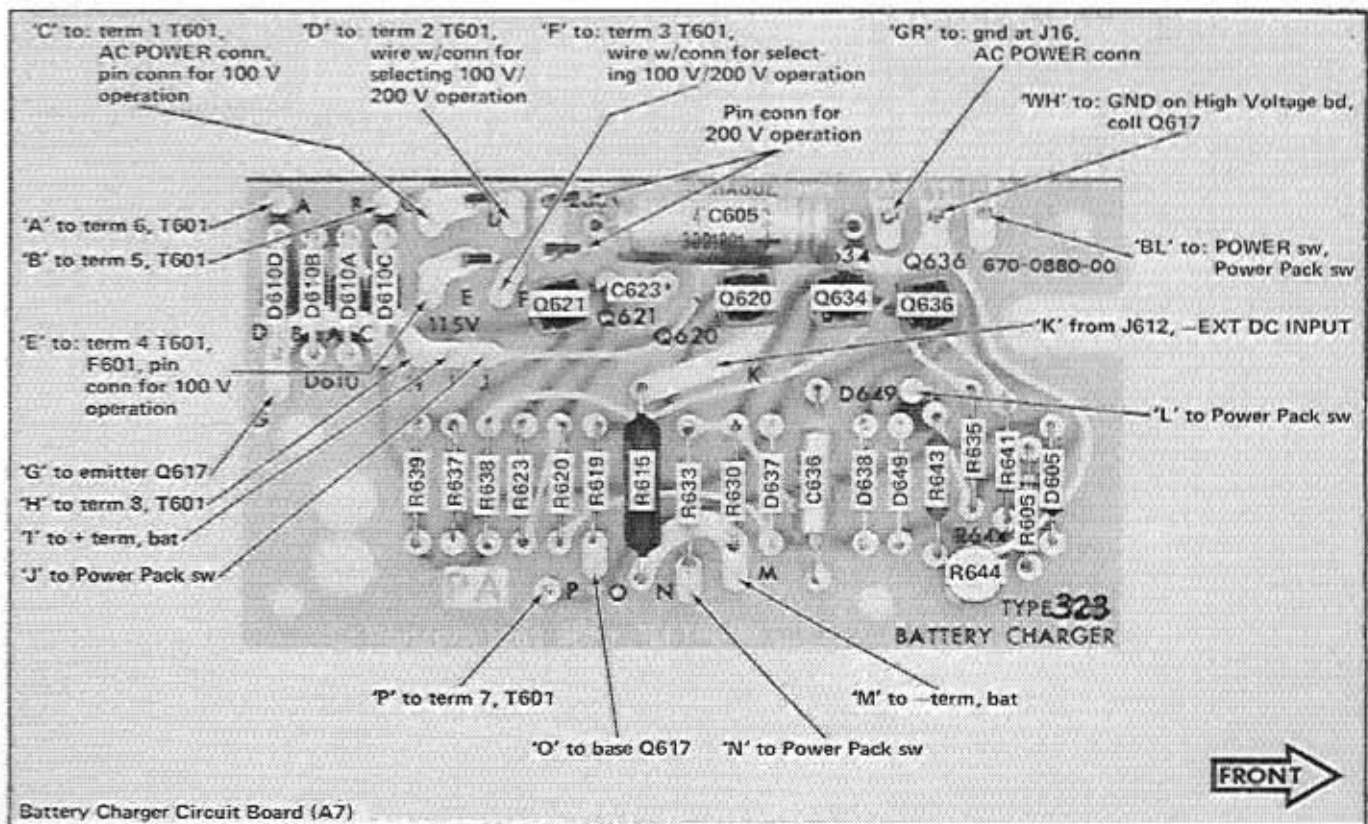 'C' to: term 1 T601,
AC POWER conn,
pin conn for 100 V
operation
'D' to: term 2 T601,
wire w/conn for
selecting 100 V/
200 V operation
'F' to: term 3 T601,
wire w/conn for select-
ing 100 V/200 V operation
'GR' to: gnd at J16,
AC POWER conn
'WH' to: GND on High Voltage bd,
coll Q617
Pin conn for
200 V operation
'A' to term 6, T601
'B' to term 5, T601
'BL' to: POWER sw,
Power Pack sw
A
B
D
C605
Q636
670-0880-00
D610D
D610B
D610A
D610C
E
F
Q621
C623*
Q620
Q634
Q636
Q621
Q620
115V
D
B
A
C
D610
'E' to: term 4 T601,
F601, pin
conn for 100 V
operation
'K' from J612, —EXT DC INPUT
K
D649
'L' to Power Pack sw
G
'G' to emitter Q617
'H' to term 8, T601
'I' to + term, bat
'J' to Power Pack sw
R639
R637
R638
R623
R620
R619
R615
R633
R630
D637
C636
D638
D649
R643
R635
R641
R605
D605
R644
P
O
N
M
PA
TYPE 323
BATTERY CHARGER
'P' to term 7, T601
'O' to base Q617
'N' to Power Pack sw
'M' to —term, bat
FRONT
Battery Charger Circuit Board (A7)